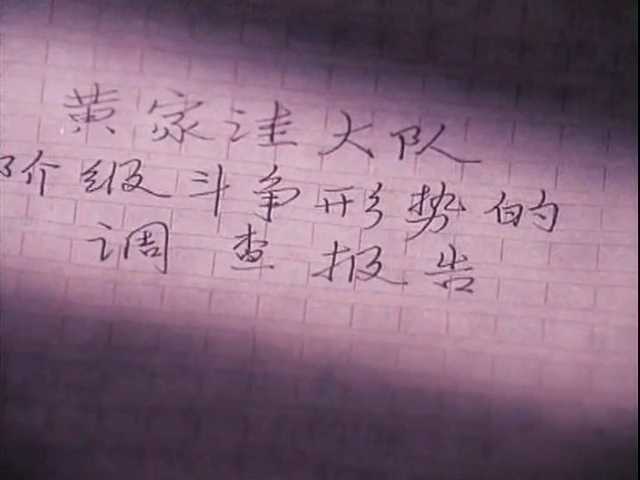 黄家洼大队
阶级斗争形势的
调查报告